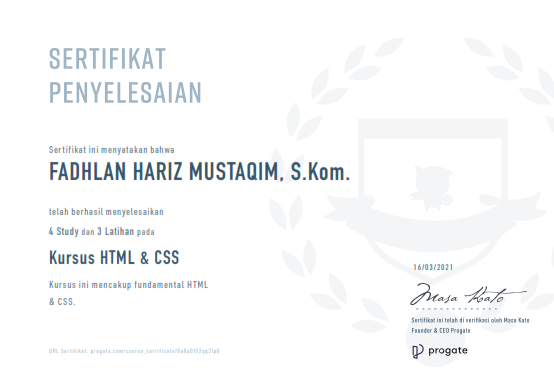 SERTIFIKAT
PENYELESAIAN
Sertifikat ini menyatakan bahwa
FADHLAN HARIZ MUSTAQIM, S.Kom.
telah berhasil menyelesaikan
4 Study dan 3 Latihan pada
Kursus HTML & CSS
Kursus ini mencakup fundamental HTML
& CSS.
16/03/2021
Masa Kato
Sertifikat ini telah di verifikasi oleh Masa Kato
Founder & CEO Progate
progate
URL Sertifikat: progate.com/course_certificate/